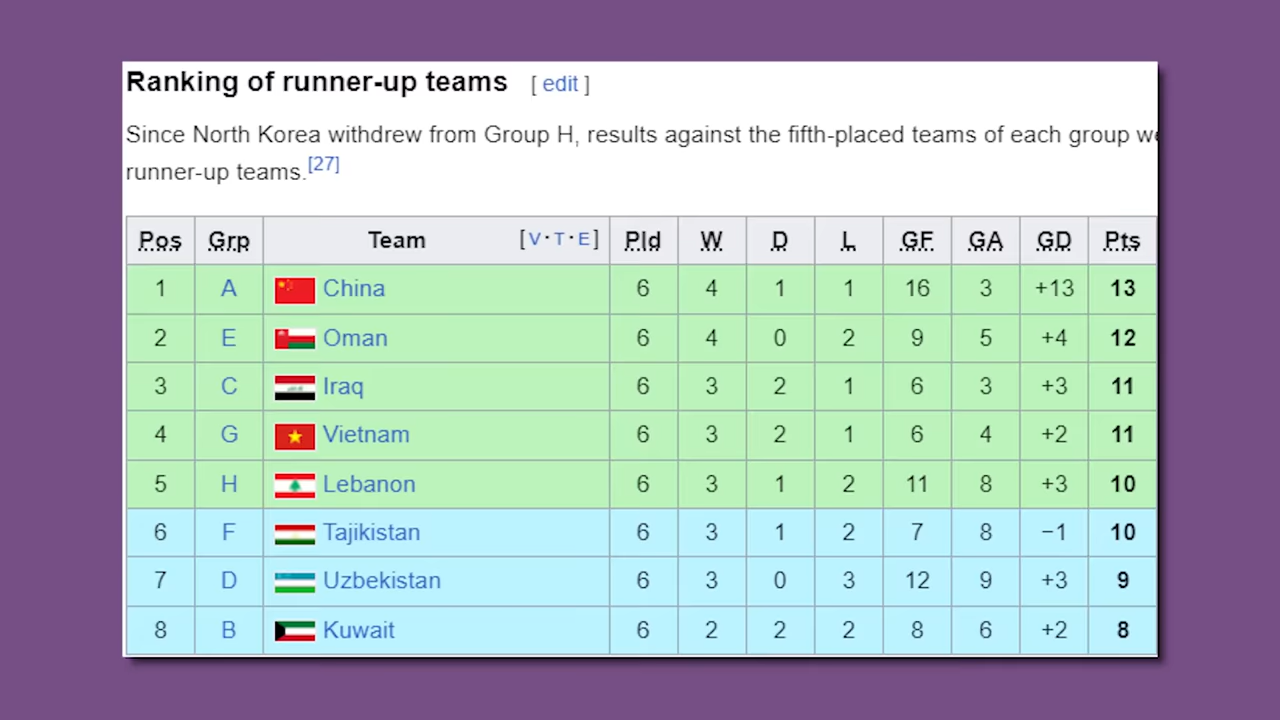 Ranking of runner-up teams [ edit ]
Since North Korea withdrew from Group H, results against the fifth-placed teams of each group
runner-up teams.[27]
Pos Grp Team [V·T·E] Pld W D L GF GA GD Pts
1 A China 6 4 1 1 16 3 +13 13
2 E Oman 6 4 0 2 9 5 +4 12
3 C Iraq 6 3 2 1 6 3 +3 11
4 G Vietnam 6 3 2 1 6 4 +2 11
5 H Lebanon 6 3 1 2 11 8 +3 10
6 F Tajikistan 6 3 1 2 7 8 −1 10
7 D Uzbekistan 6 3 0 3 12 9 +3 9
8 B Kuwait 6 2 2 2 8 6 +2 8